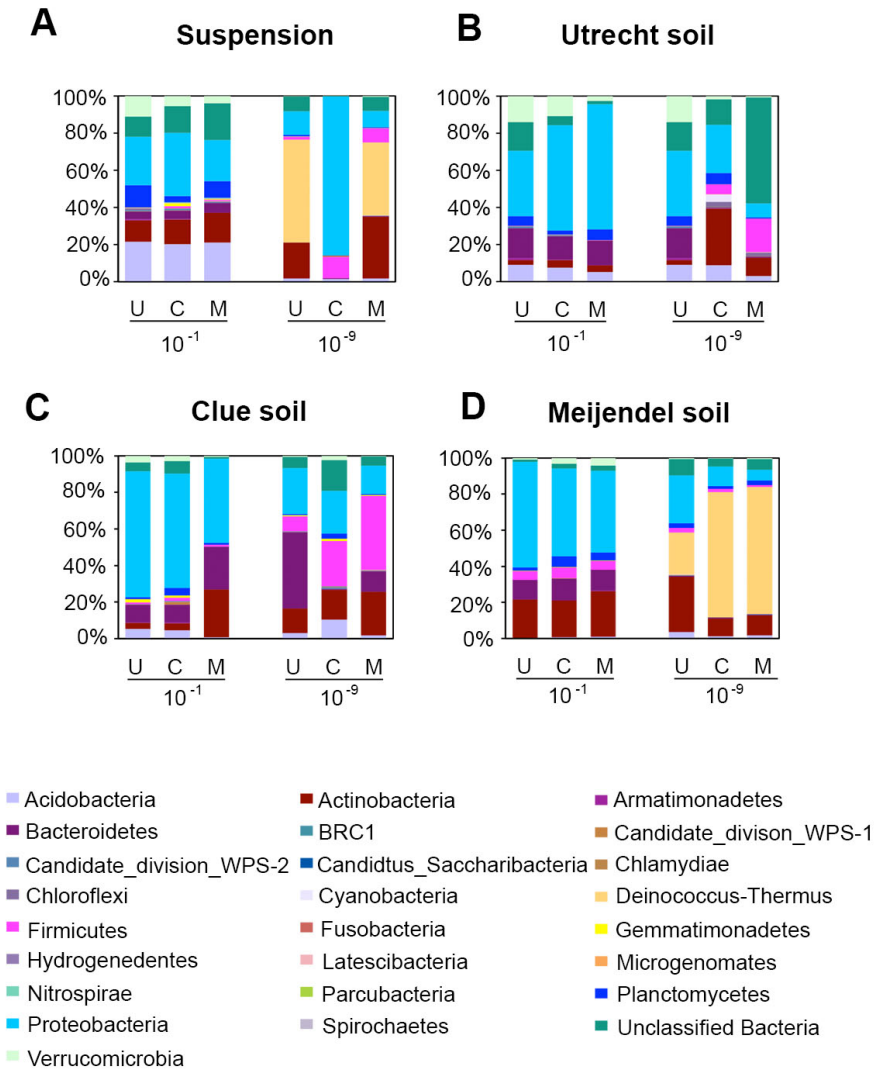 A Suspension
B Utrecht soil
100%
80%
60%
40%
20%
0%
U C M U C M
10-1 10-9
100%
80%
60%
40%
20%
0%
U C M U C M
10-1 10-9
C Clue soil
D Meijendel soil
100%
80%
60%
40%
20%
0%
U C M U C M
10-1 10-9
100%
80%
60%
40%
20%
0%
U C M U C M
10-1 10-9
Acidobacteria Actinobacteria Armatimonadetes
Bacteroidetes BRC1 Candidate_divison_WPS-1
Candidate_division_WPS-2 Candidtus_Saccharibacteria Chlamydiae
Chloroflexi Cyanobacteria Deinococcus-Thermus
Firmicutes Fusobacteria Gemmatimonadetes
Hydrogenedentes Latescibacteria Microgenomates
Nitrospirae Parcubacteria Planctomycetes
Proteobacteria Spirochaetes Unclassified Bacteria
Verrucomicrobia